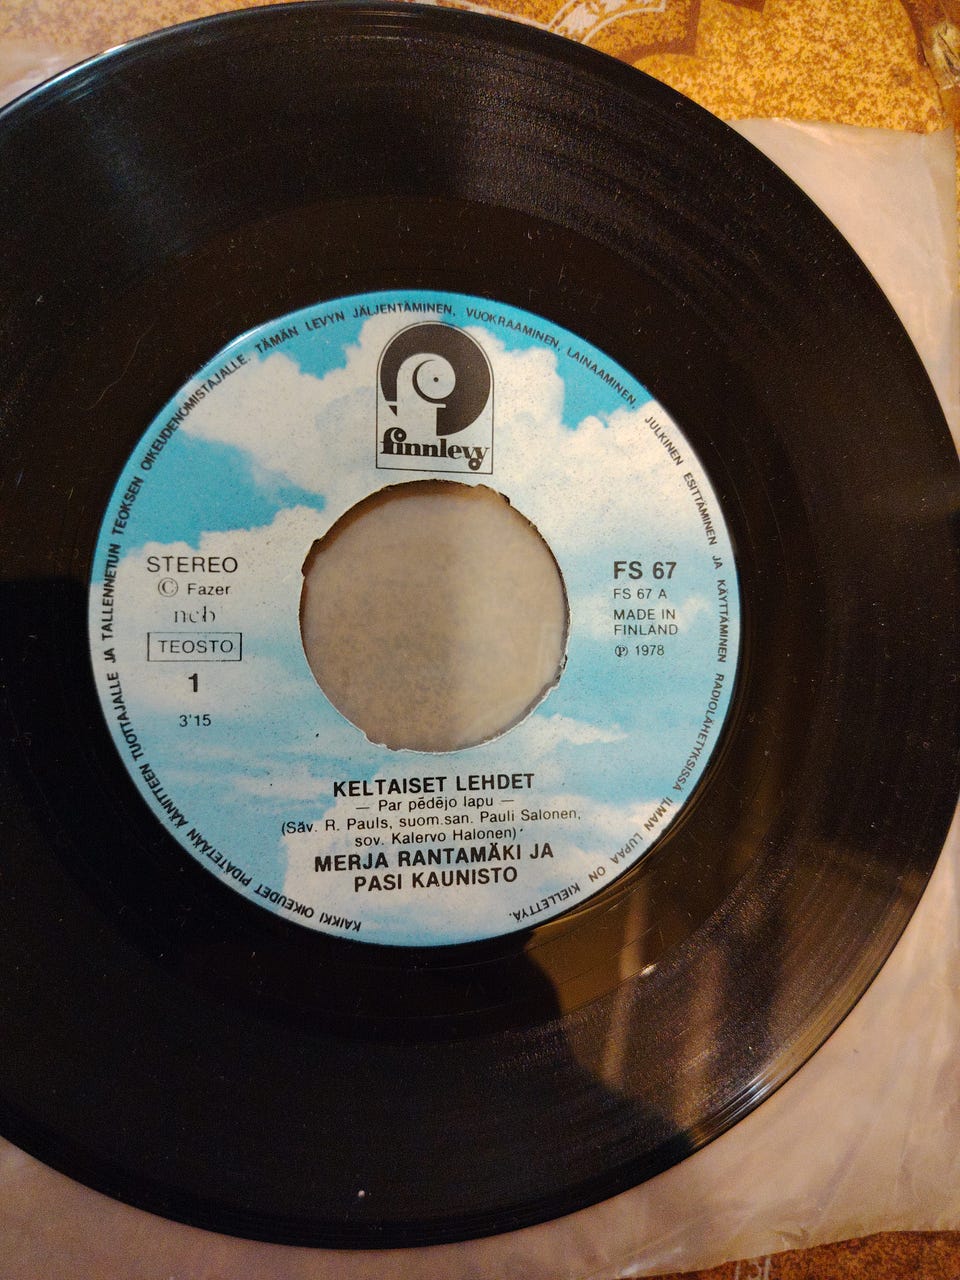 KAIKKI OIKEUDET PIDÄTETÄÄN ÄÄNITTEEN TUOTTAJALLE JA TALLENNETUN TEOKSEN OIKEUDENOMISTAJALLE. TÄMÄN LEVYN JÄLJENTÄMINEN, VUOKRAAMINEN, LAINAAMINEN, JULKINEN ESITTÄMINEN JA KÄYTTÄMINEN RADIOLÄHETYKSISSÄ ILMAN LUPAA ON KIELLETTYÄ.
finnlevy
STEREO
© Fazer
ncb
TEOSTO
1
3'15
FS 67
FS 67 A
MADE IN
FINLAND
℗ 1978
KELTAISET LEHDET
— Par pēdējo lapu —
(Säv. R. Pauls, suom.san. Pauli Salonen,
sov. Kalervo Halonen)
MERJA RANTAMÄKI JA
PASI KAUNISTO